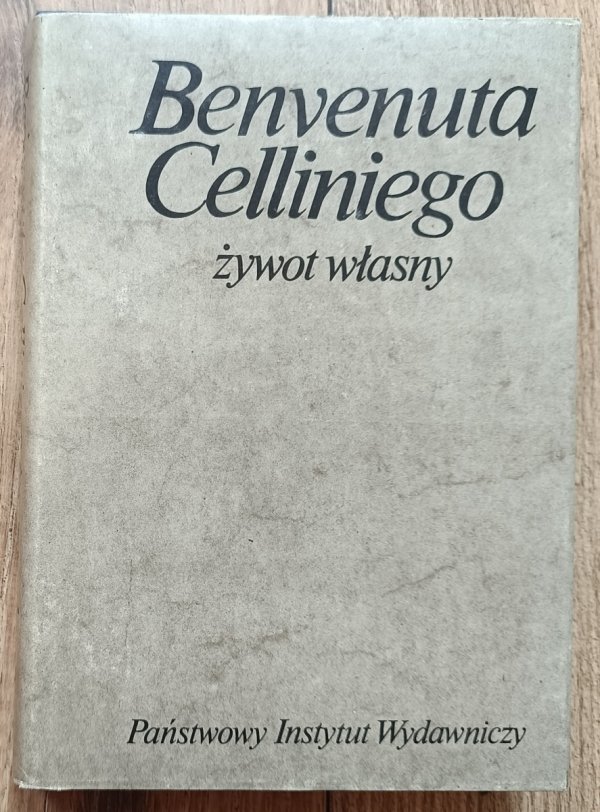 Benvenuta
Celliniego
żywot własny
Państwowy Instytut Wydawniczy